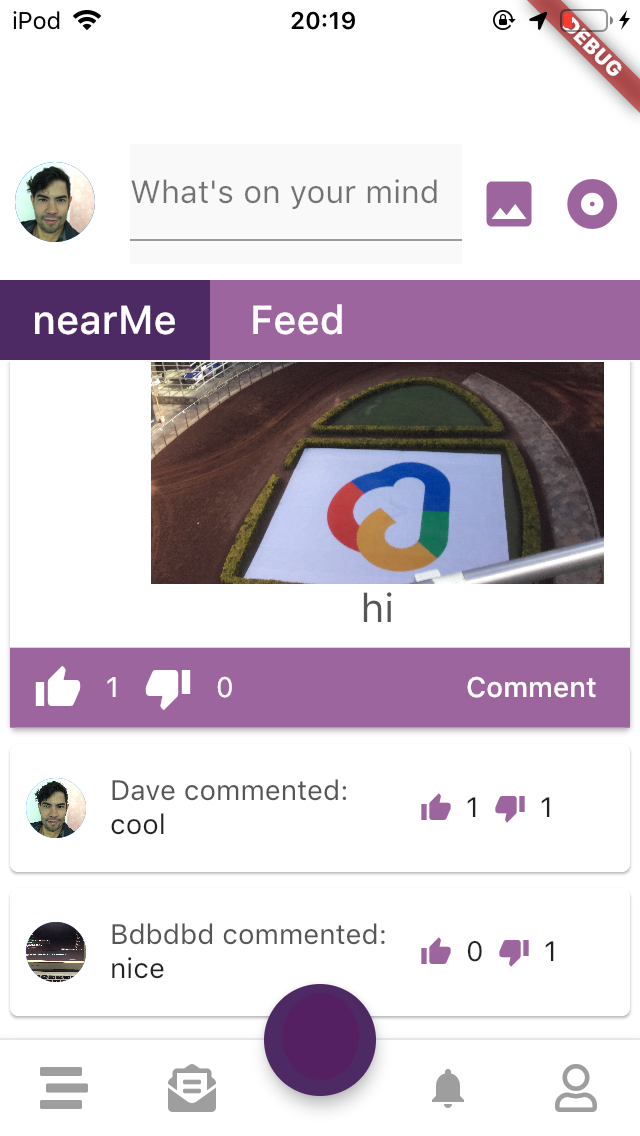 iPod 20:19
DEBUG
What's on your mind
nearMe Feed
hi
1 0 Comment
Dave commented:
cool
1 1
Bdbdbd commented:
nice
0 1